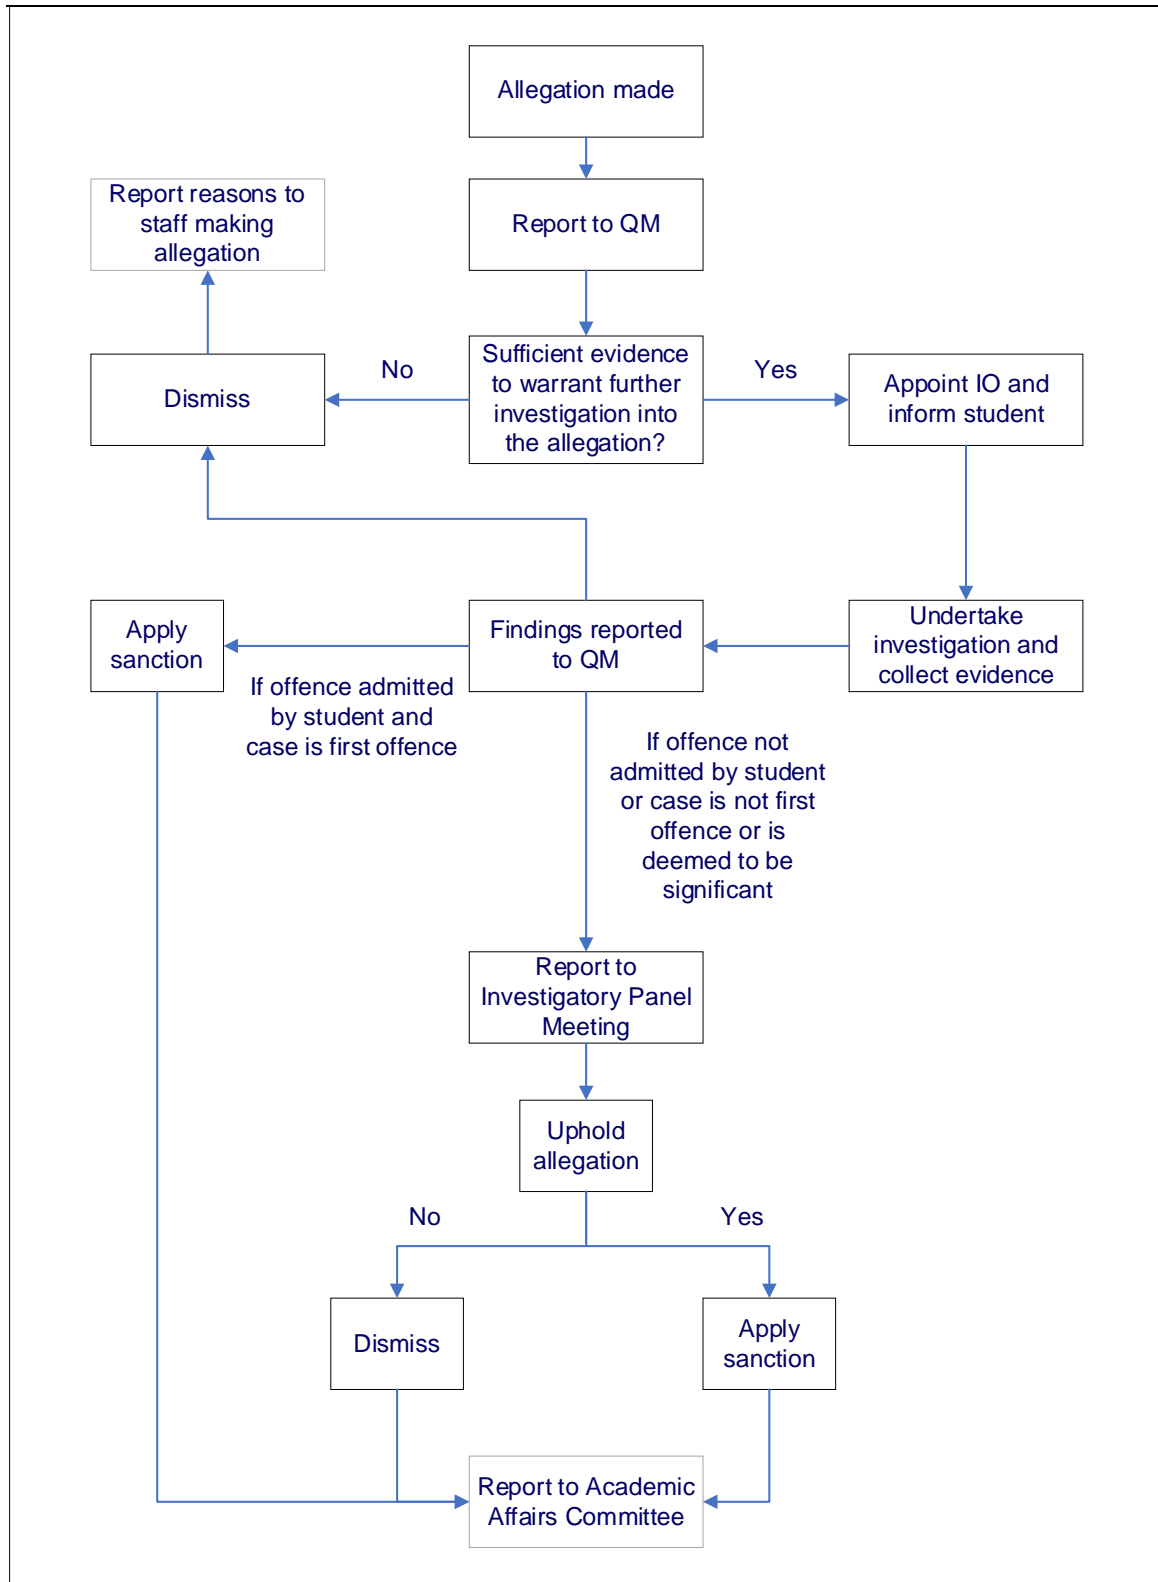 Allegation made
Report to QM
Report reasons to
staff making
allegation
Sufficient evidence
to warrant further
investigation into
the allegation?
No
Yes
Dismiss
Appoint IO and
inform student
Undertake
investigation and
collect evidence
Findings reported
to QM
Apply
sanction
If offence admitted
by student and
case is first offence
If offence not
admitted by student
or case is not first
offence or is
deemed to be
significant
Report to
Investigatory Panel
Meeting
Uphold
allegation
No
Yes
Dismiss
Apply
sanction
Report to Academic
Affairs Committee